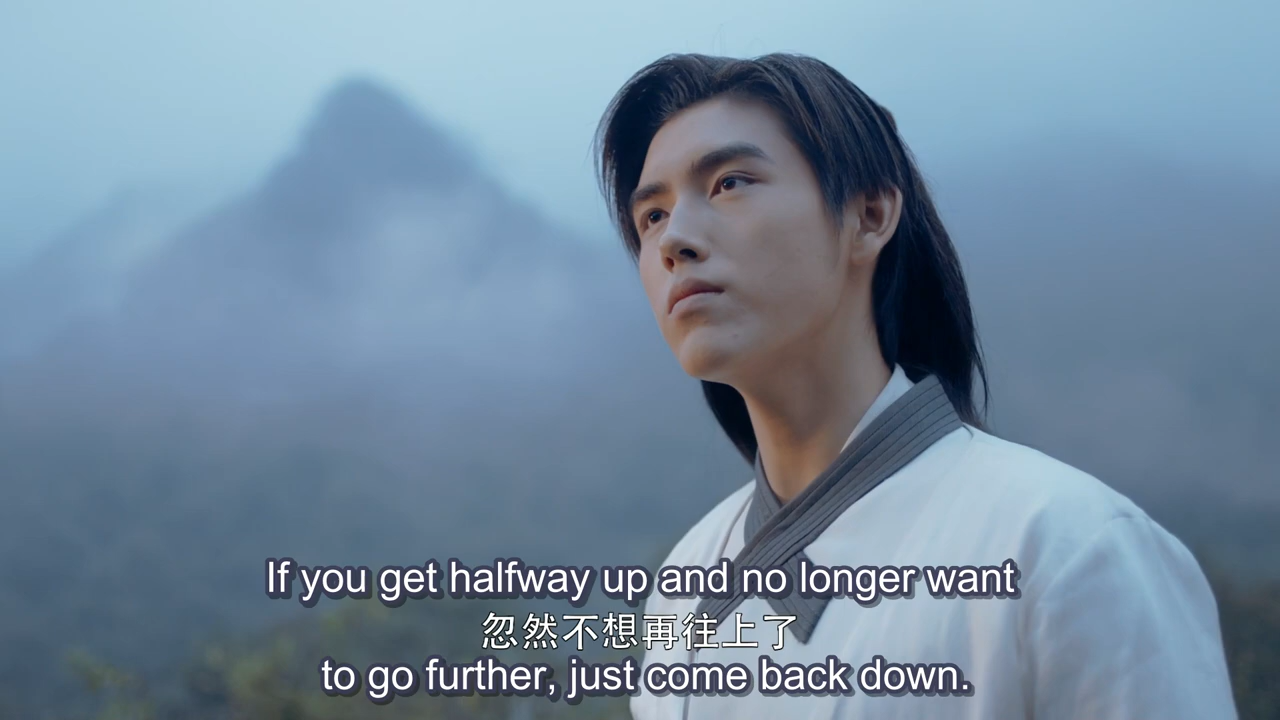 If you get halfway up and no longer want
忽然不想再往上了
to go further, just come back down.